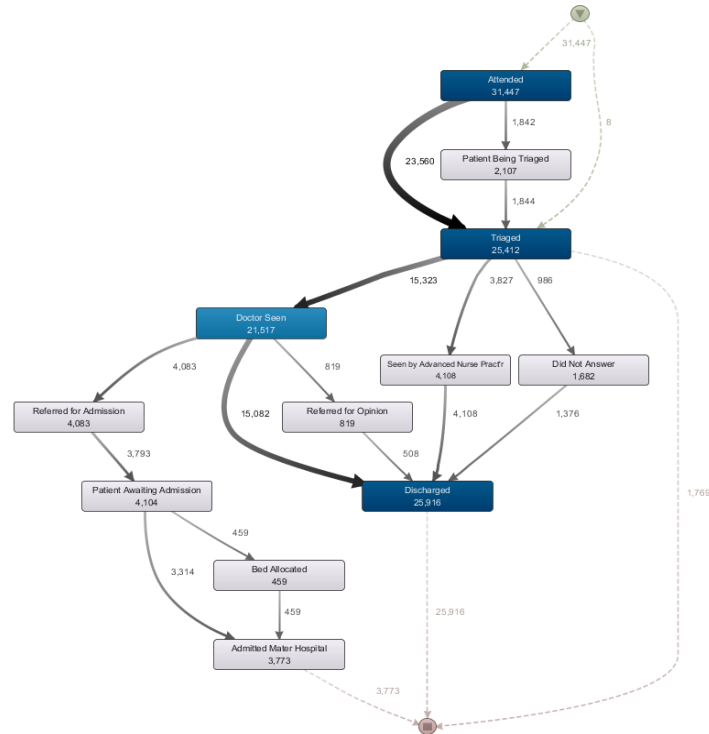 31,447
Attended
31,447
8
1,842
23,560
Patient Being Triaged
2,107
1,844
Triaged
25,412
15,323
3,827
986
Doctor Seen
21,517
4,083
819
Seen by Advanced Nurse Pract'r
4,108
Did Not Answer
1,682
Referred for Admission
4,083
15,082
Referred for Opinion
819
4,108
1,376
3,793
508
Patient Awaiting Admission
4,104
Discharged
25,916
1,769
459
3,314
Bed Allocated
459
459
25,916
Admitted Mater Hospital
3,773
3,773